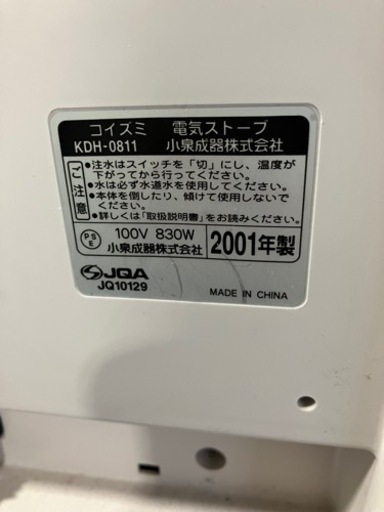 コイズミ 電気ストーブ
KDH-0811 小泉成器株式会社
ご注意
●注水はスイッチを「切」にし、温度が
下がってから行ってください。
●水は必ず水道水を使用してください。
●本体を倒したり、傾けて使用しないで
ください。
●詳しくは「取扱説明書」をお読みください。
PSE 100V 830W
小泉成器株式会社
2001年製
JQA
JQ10129
MADE IN CHINA